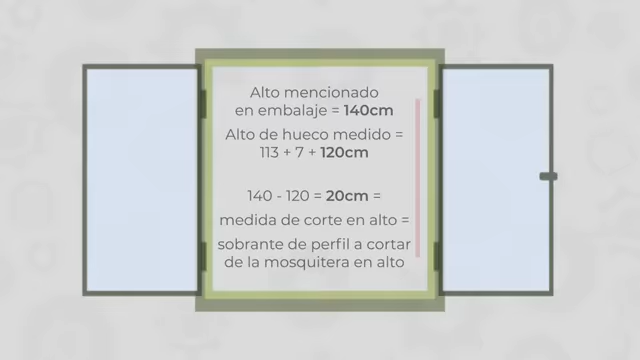 Alto mencionado
en embalaje = 140cm
Alto de hueco medido =
113 + 7 + 120cm
140 - 120 = 20cm =
medida de corte en alto =
sobrante de perfil a cortar
de la mosquitera en alto